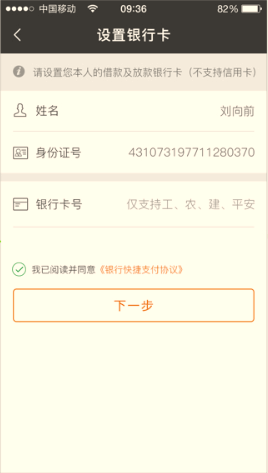 中国移动 09:36 82%
设置银行卡
请设置您本人的借款及放款银行卡（不支持信用卡）
姓名 刘向前
身份证号 431073197711280370
银行卡号 仅支持工、农、建、平安
我已阅读并同意《银行快捷支付协议》
下一步